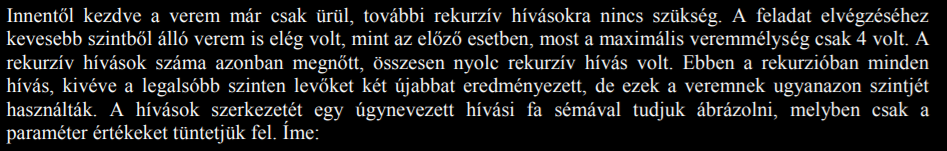 Innentől kezdve a verem már csak ürül, további rekurzív hívásokra nincs szükség. A feladat elvégzéséhez
kevesebb szintből álló verem is elég volt, mint az előző esetben, most a maximális veremmélység csak 4 volt. A
rekurzív hívások száma azonban megnőtt, összesen nyolc rekurzív hívás volt. Ebben a rekurzióban minden
hívás, kivéve a legalsóbb szinten levőket két újabbat eredményezett, de ezek a veremnek ugyanazon szintjét
használták. A hívások szerkezetét egy úgynevezett hívási fa sémával tudjuk ábrázolni, melyben csak a
paraméter értékeket tüntetjük fel. Íme: